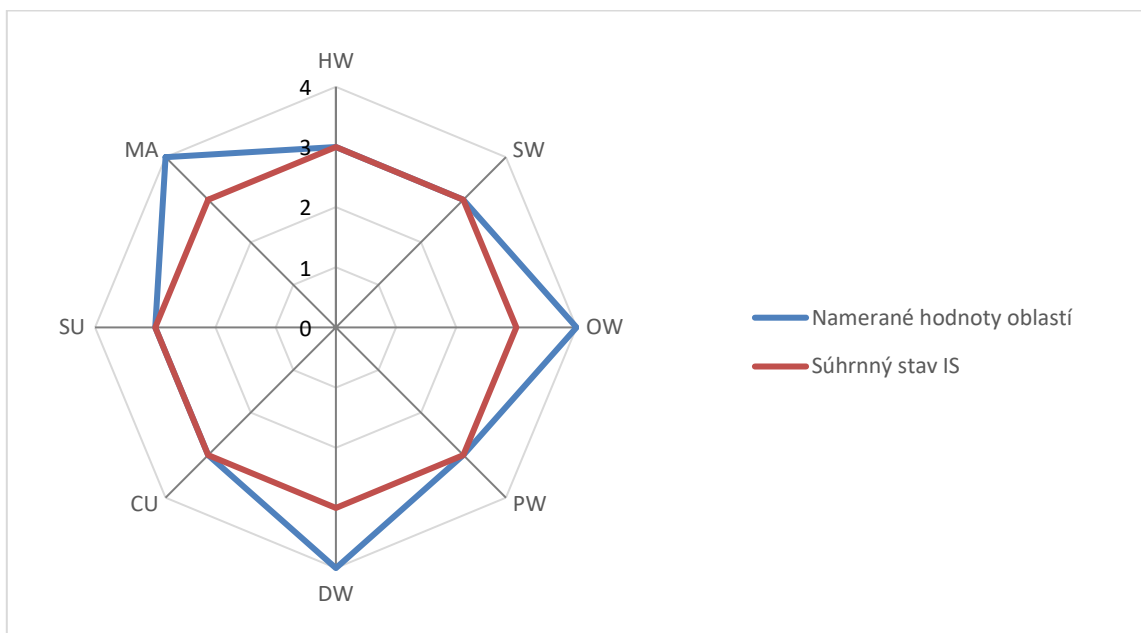 HW
4
MA
3
SW
2
1
SU
0
OW
Namerané hodnoty oblastí
Súhrnný stav IS
CU
PW
DW